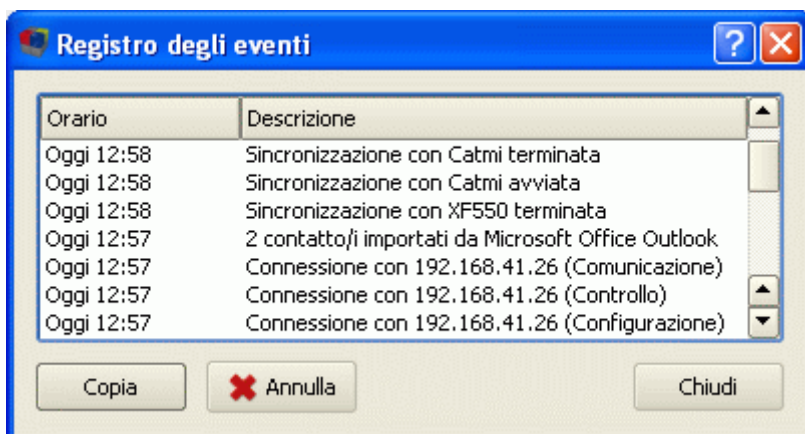 Registro degli eventi
Orario Descrizione
Oggi 12:58 Sincronizzazione con Catmi terminata
Oggi 12:58 Sincronizzazione con Catmi avviata
Oggi 12:58 Sincronizzazione con XF550 terminata
Oggi 12:57 2 contatto/i importati da Microsoft Office Outlook
Oggi 12:57 Connessione con 192.168.41.26 (Comunicazione)
Oggi 12:57 Connessione con 192.168.41.26 (Controllo)
Oggi 12:57 Connessione con 192.168.41.26 (Configurazione)
Copia Annulla Chiudi